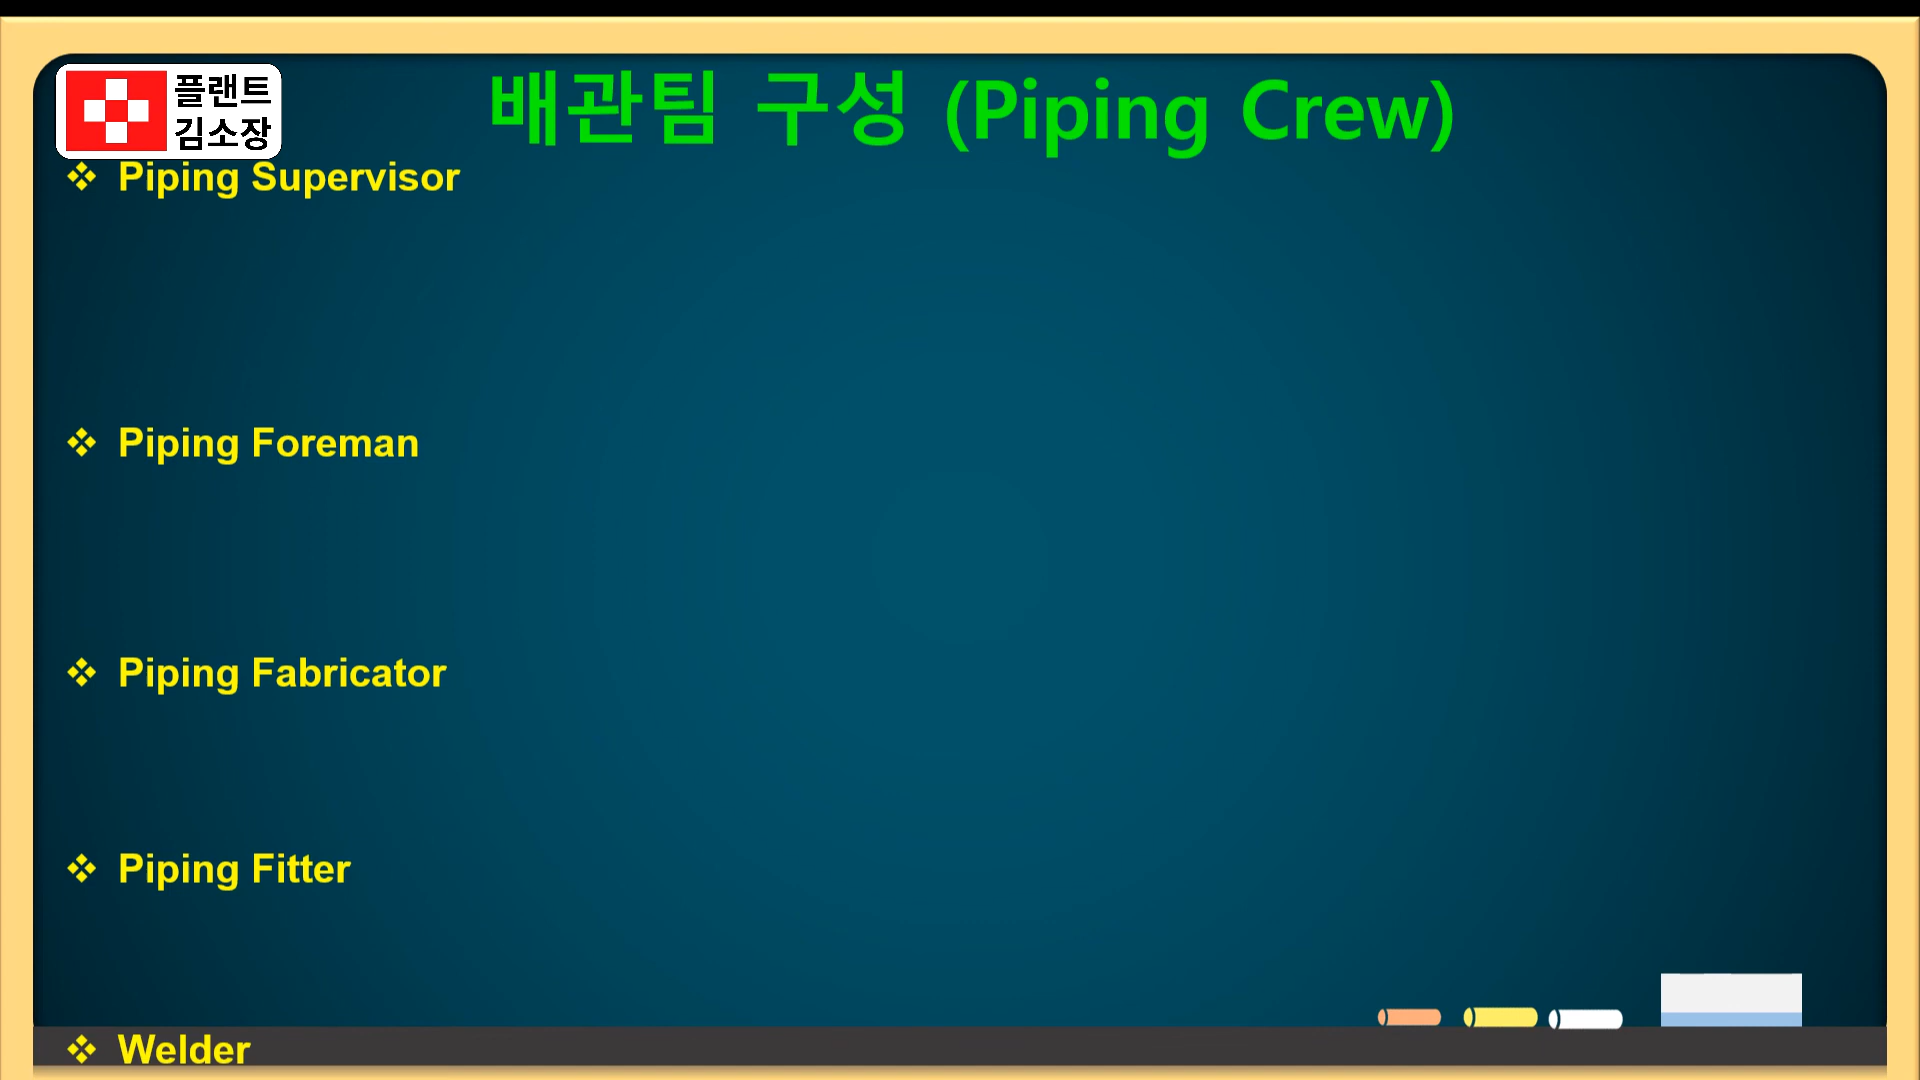 플랜트
김소장
배관팀 구성 (Piping Crew)
❖ Piping Supervisor
❖ Piping Foreman
❖ Piping Fabricator
❖ Piping Fitter
❖ Welder